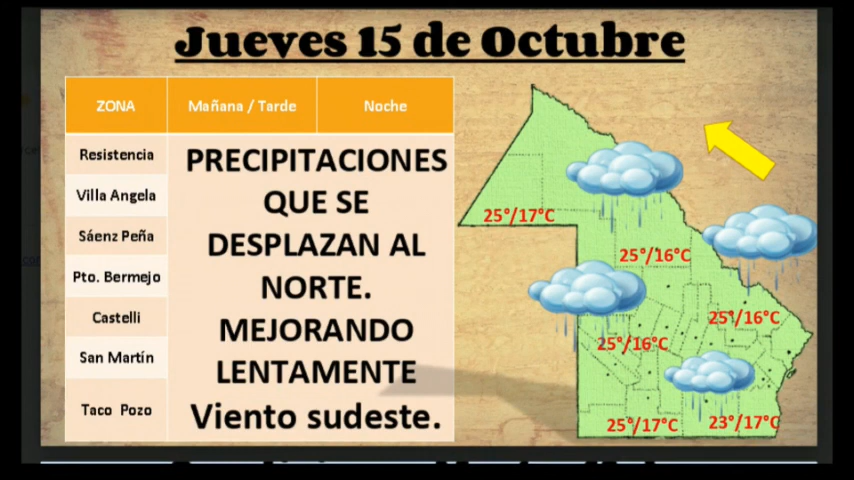 Jueves 15 de Octubre
ZONA Mañana / Tarde Noche
Resistencia
Villa Angela
Sáenz Peña
Pto. Bermejo
Castelli
San Martín
Taco Pozo
PRECIPITACIONES
QUE SE
DESPLAZAN AL
NORTE.
MEJORANDO
LENTAMENTE
Viento sudeste.
25°/17°C
25°/16°C
25°/16°C
25°/16°C
25°/17°C
23°/17°C